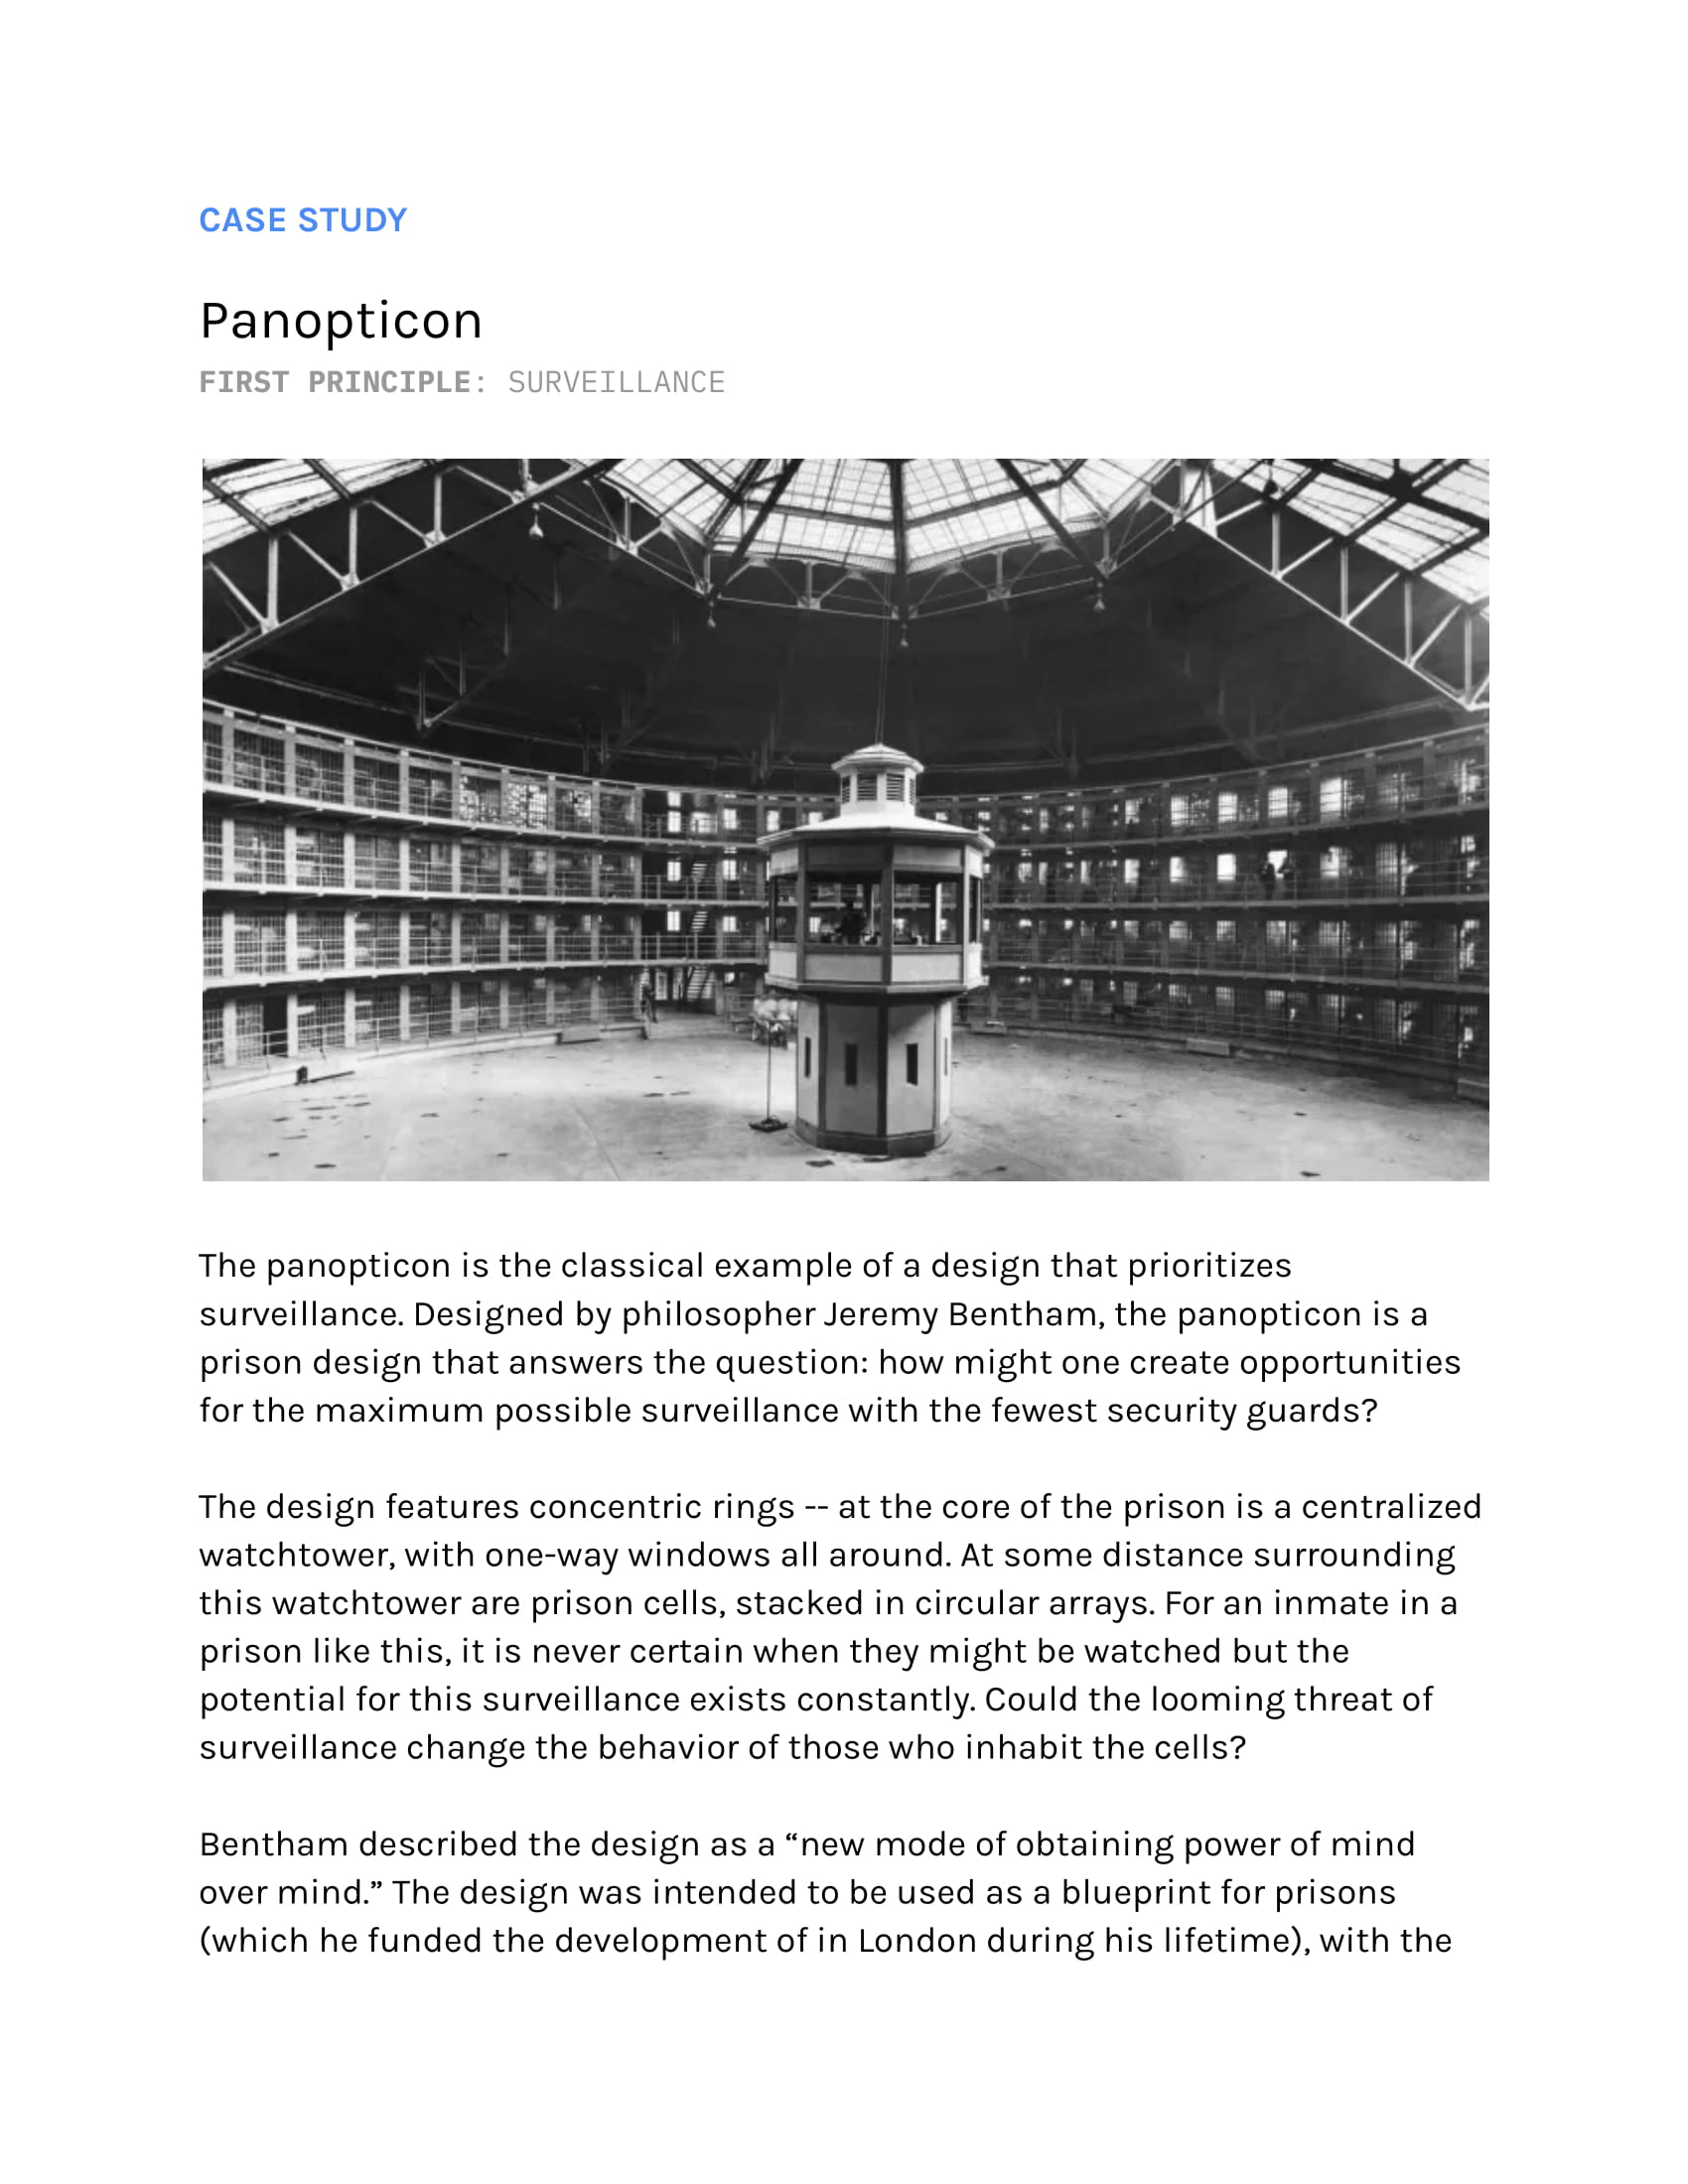 CASE STUDY
Panopticon
FIRST PRINCIPLE: SURVEILLANCE
The panopticon is the classical example of a design that prioritizes
surveillance. Designed by philosopher Jeremy Bentham, the panopticon is a
prison design that answers the question: how might one create opportunities
for the maximum possible surveillance with the fewest security guards?
The design features concentric rings -- at the core of the prison is a centralized
watchtower, with one-way windows all around. At some distance surrounding
this watchtower are prison cells, stacked in circular arrays. For an inmate in a
prison like this, it is never certain when they might be watched but the
potential for this surveillance exists constantly. Could the looming threat of
surveillance change the behavior of those who inhabit the cells?
Bentham described the design as a “new mode of obtaining power of mind
over mind.” The design was intended to be used as a blueprint for prisons
(which he funded the development of in London during his lifetime), with the